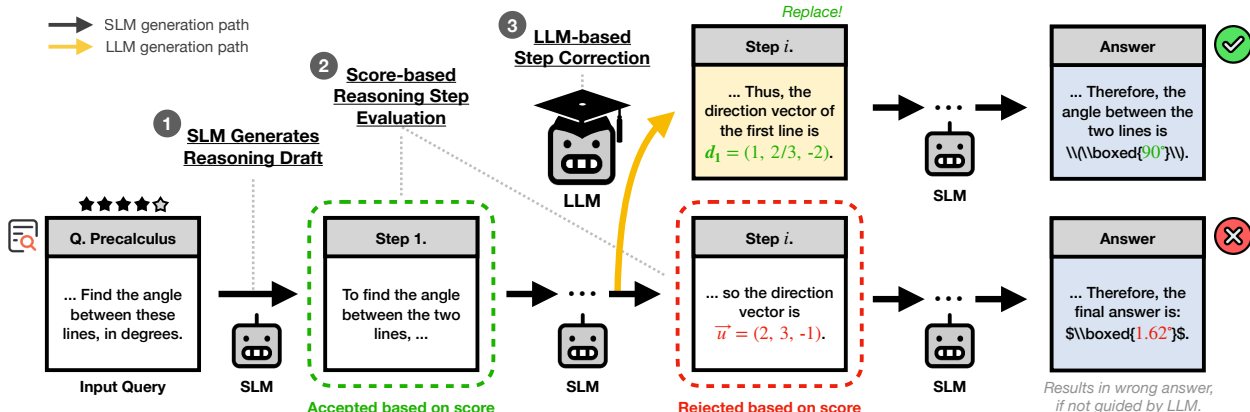 SLM generation path
LLM generation path
1
SLM Generates
Reasoning Draft
2
Score-based
Reasoning Step
Evaluation
3
LLM-based
Step Correction
LLM
Replace!
Step i.
... Thus, the
direction vector of
the first line is
d₁ = (1, 2/3, -2).
SLM
Answer
... Therefore, the
angle between the
two lines is
\\(\\boxed{90°}\\).
Q. Precalculus
... Find the angle
between these
lines, in degrees.
Input Query
SLM
Step 1.
To find the angle
between the two
lines, ...
Accepted based on score
SLM
Step i.
... so the direction
vector is
u⃗ = (2, 3, -1).
Rejected based on score
SLM
Answer
... Therefore, the
final answer is:
$\\boxed{1.62°}$.
Results in wrong answer,
if not guided by LLM.